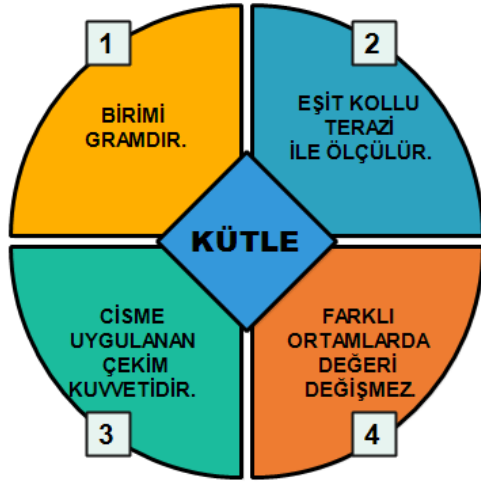 1
BİRİMİ
GRAMDIR.
2
EŞİT KOLLU
TERAZİ
İLE ÖLÇÜLÜR.
KÜTLE
CİSME
UYGULANAN
ÇEKİM
KUVVETİDİR.
3
FARKLI
ORTAMLARDA
DEĞERİ
DEĞİŞMEZ.
4